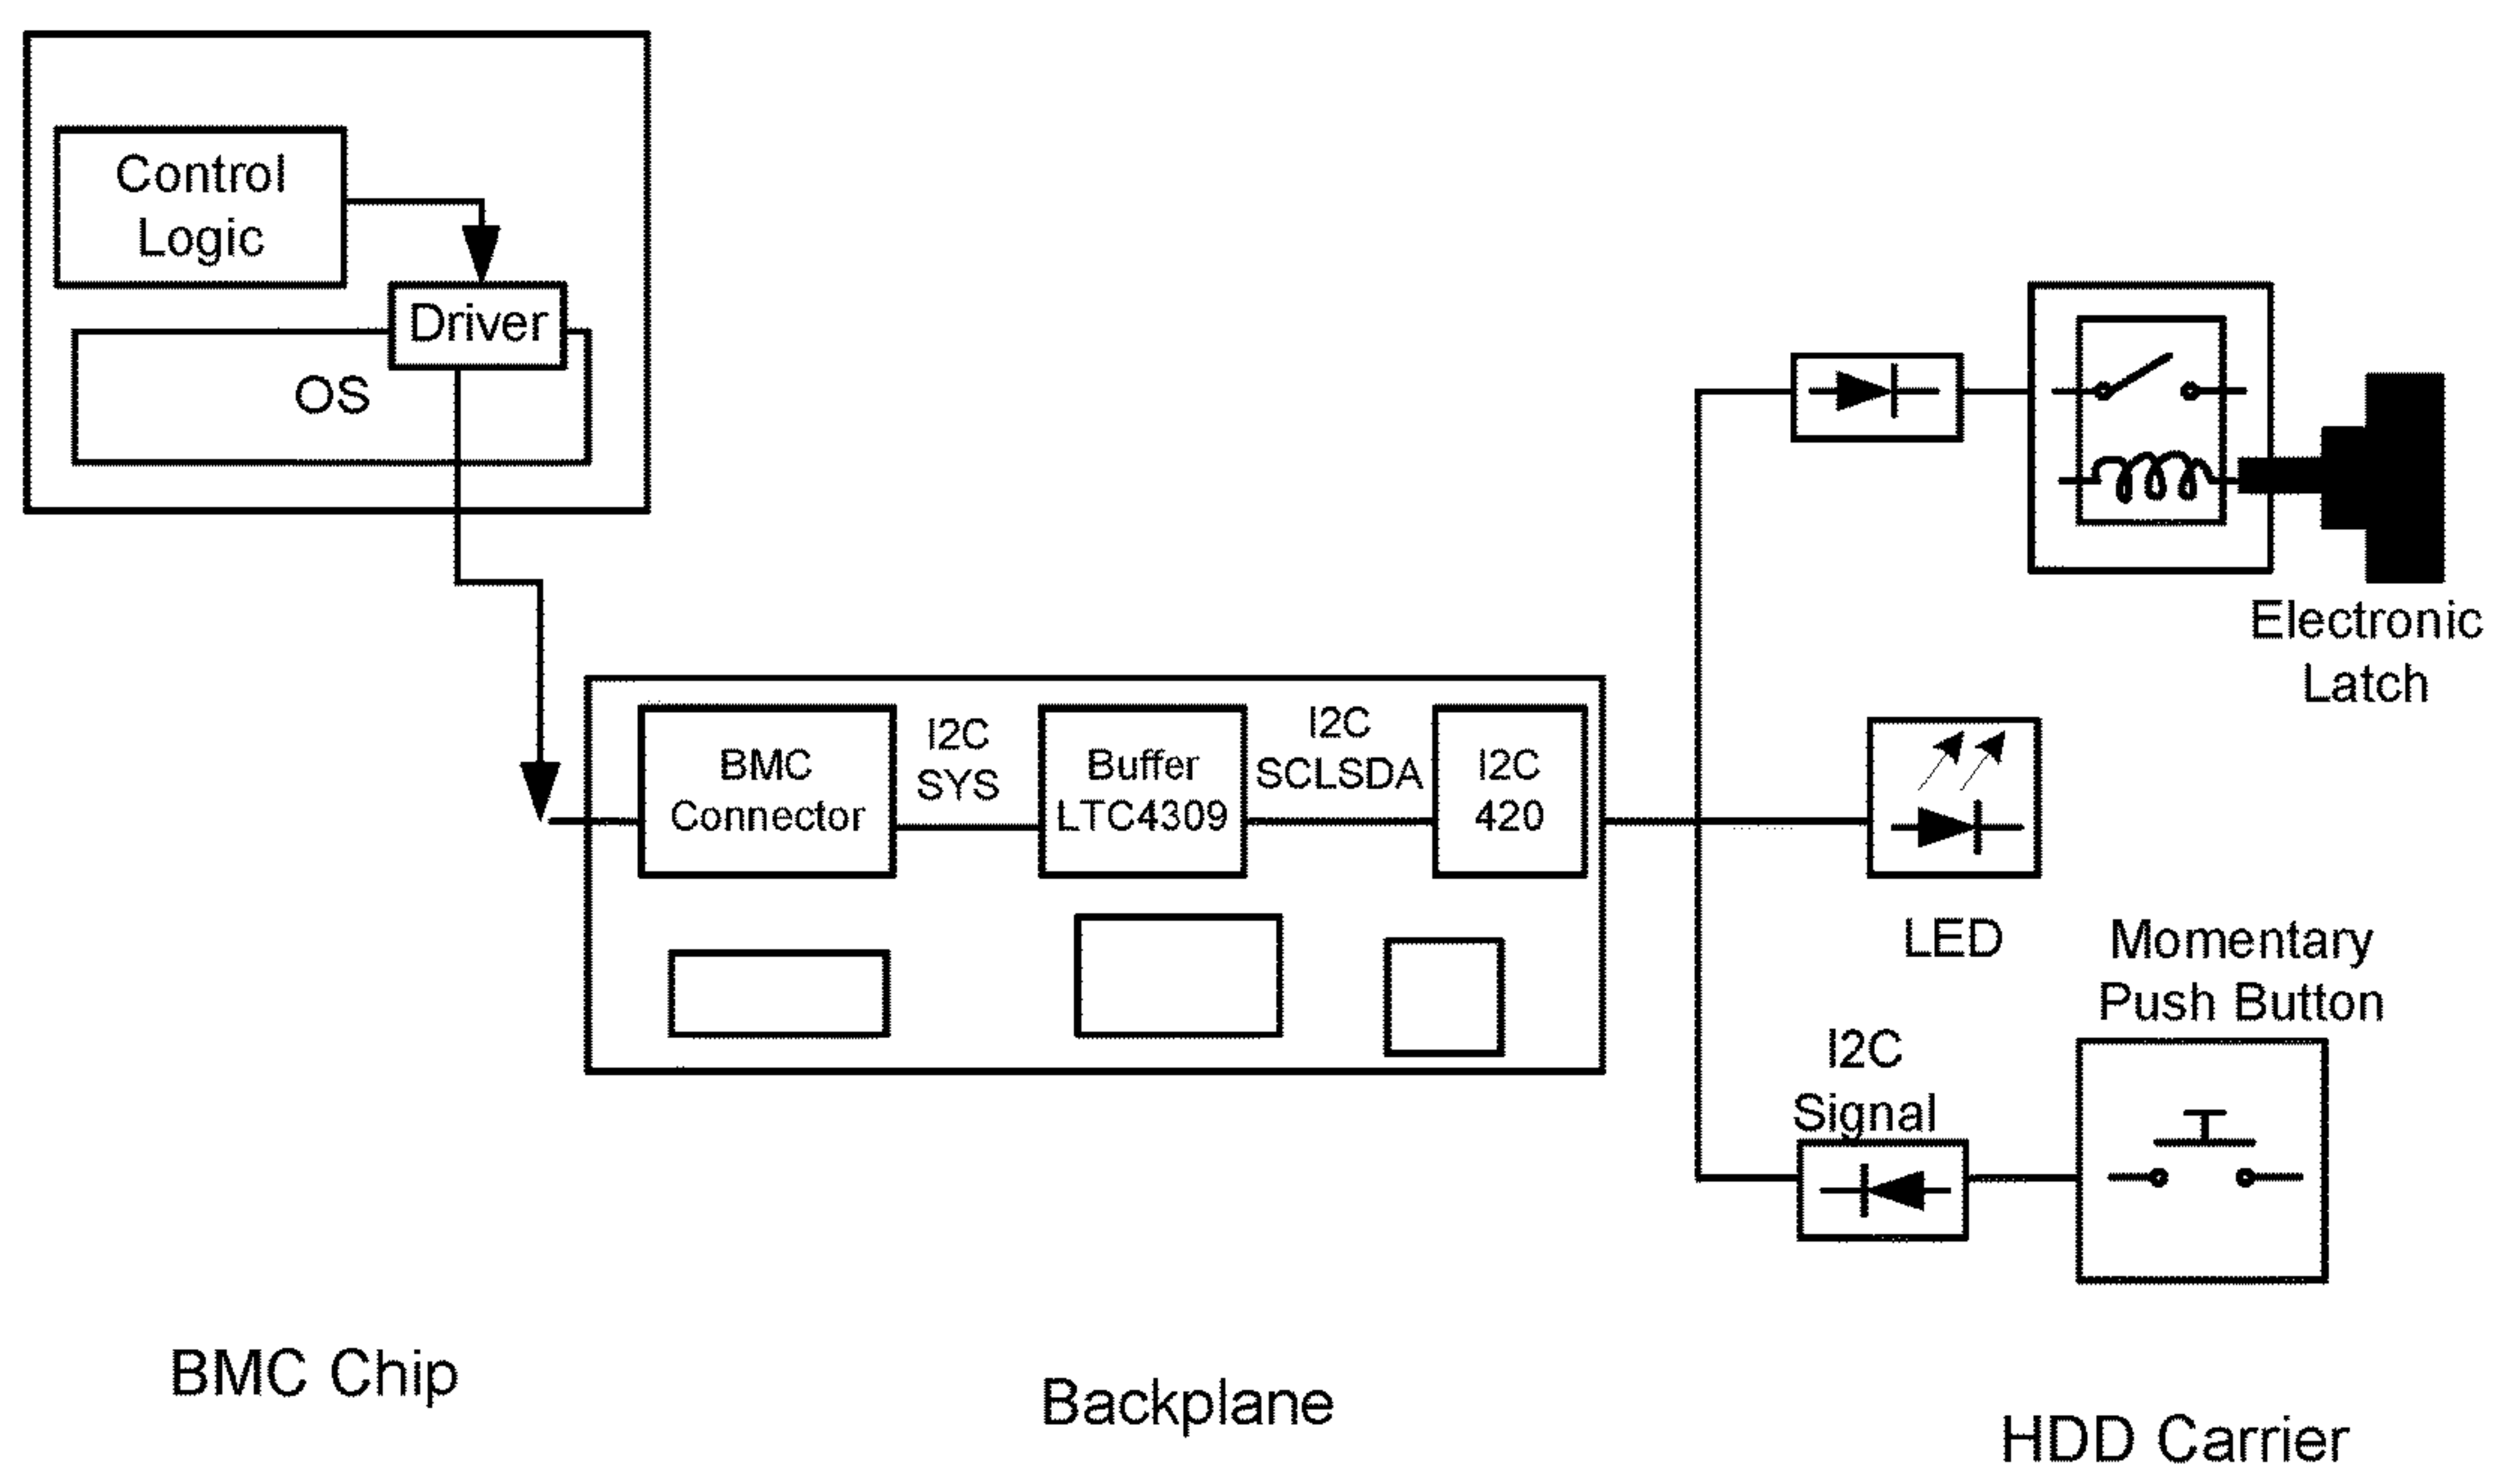 Control
Logic
Driver
OS
BMC
Connector
I2C
SYS
Buffer
LTC4309
I2C
SCLSDA
I2C
420
Electronic
Latch
LED
Momentary
Push Button
I2C
Signal
BMC Chip
Backplane
HDD Carrier